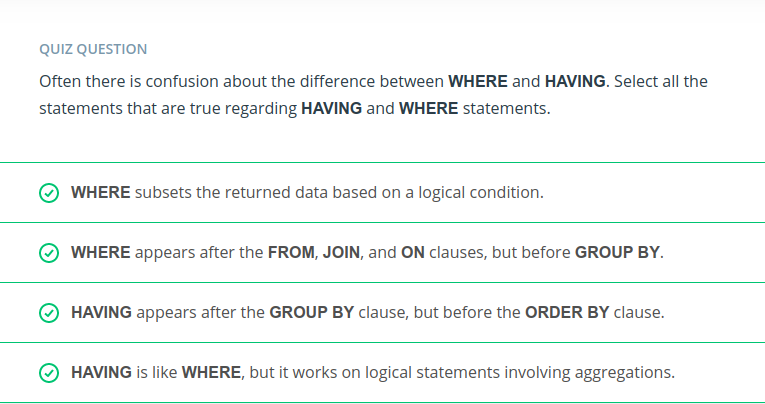 QUIZ QUESTION
Often there is confusion about the difference between WHERE and HAVING. Select all the
statements that are true regarding HAVING and WHERE statements.
WHERE subsets the returned data based on a logical condition.
WHERE appears after the FROM, JOIN, and ON clauses, but before GROUP BY.
HAVING appears after the GROUP BY clause, but before the ORDER BY clause.
HAVING is like WHERE, but it works on logical statements involving aggregations.